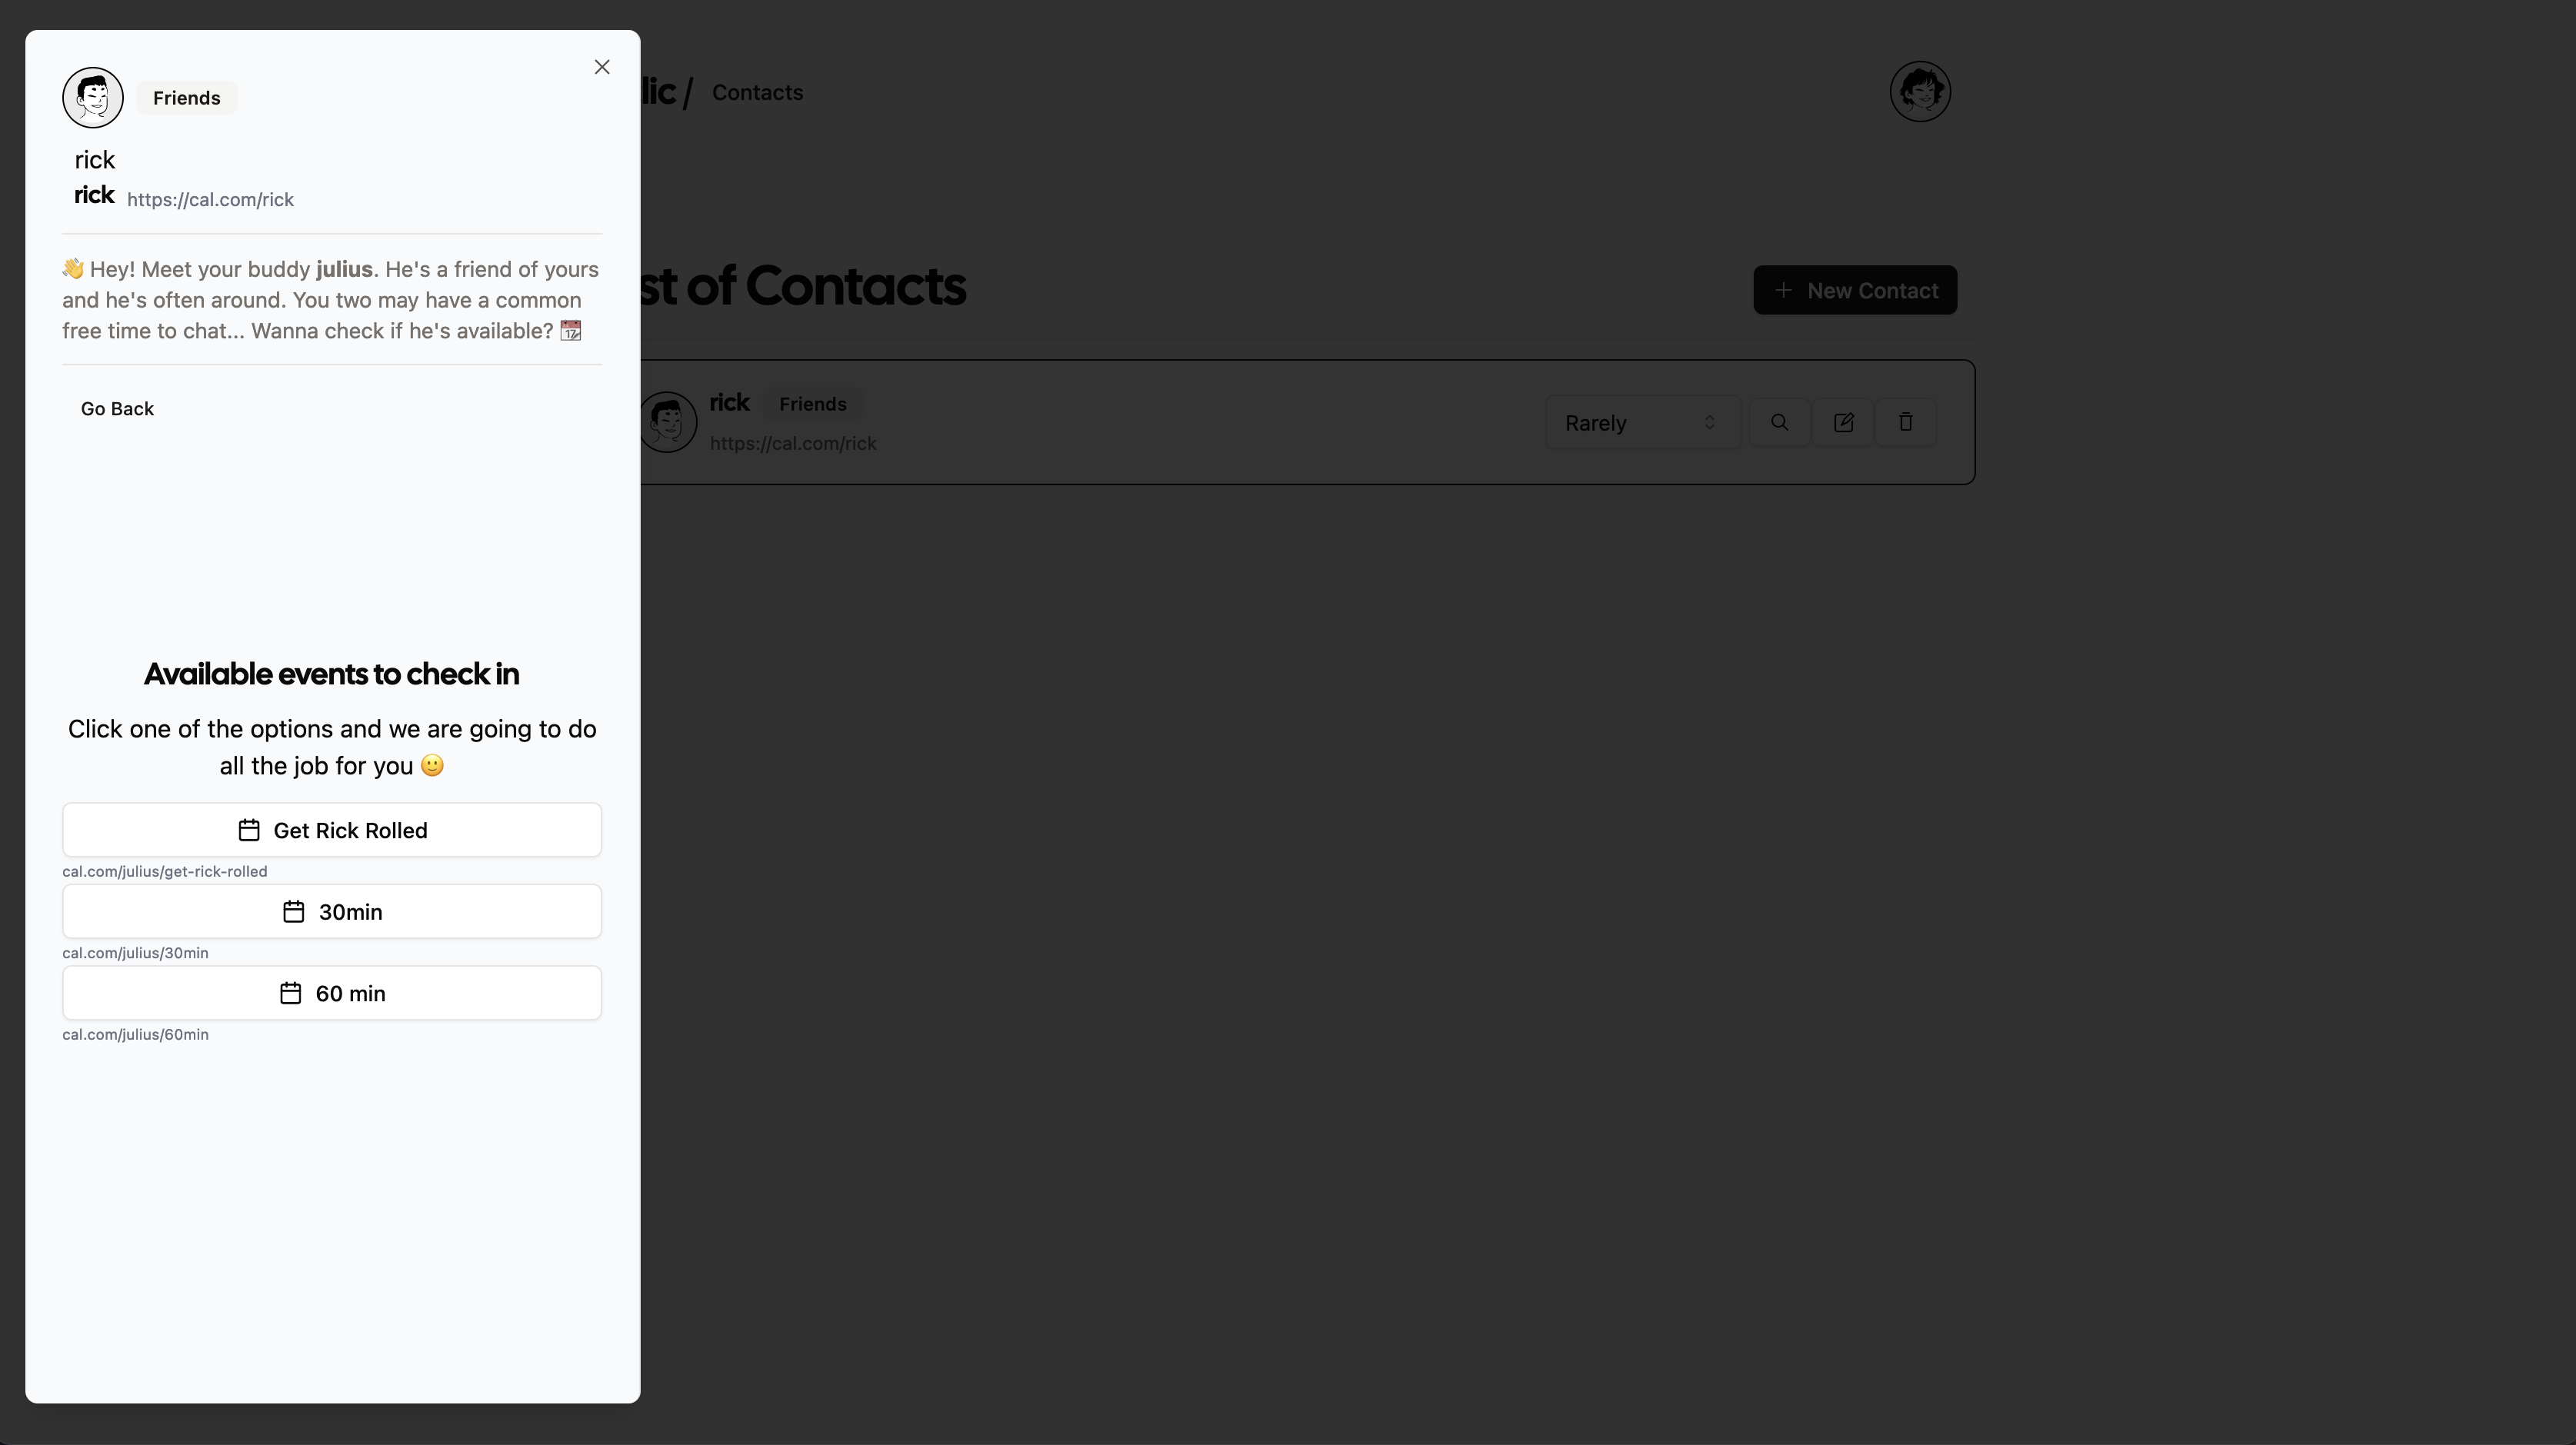 Friends
rick
rick https://cal.com/rick
👋 Hey! Meet your buddy julius. He's a friend of yours
and he's often around. You two may have a common
free time to chat... Wanna check if he's available? 📆
Go Back
Available events to check in
Click one of the options and we are going to do
all the job for you 🙂
Get Rick Rolled
cal.com/julius/get-rick-rolled
30min
cal.com/julius/30min
60 min
cal.com/julius/60min
lic / Contacts
st of Contacts
+ New Contact
rick Friends
https://cal.com/rick
Rarely